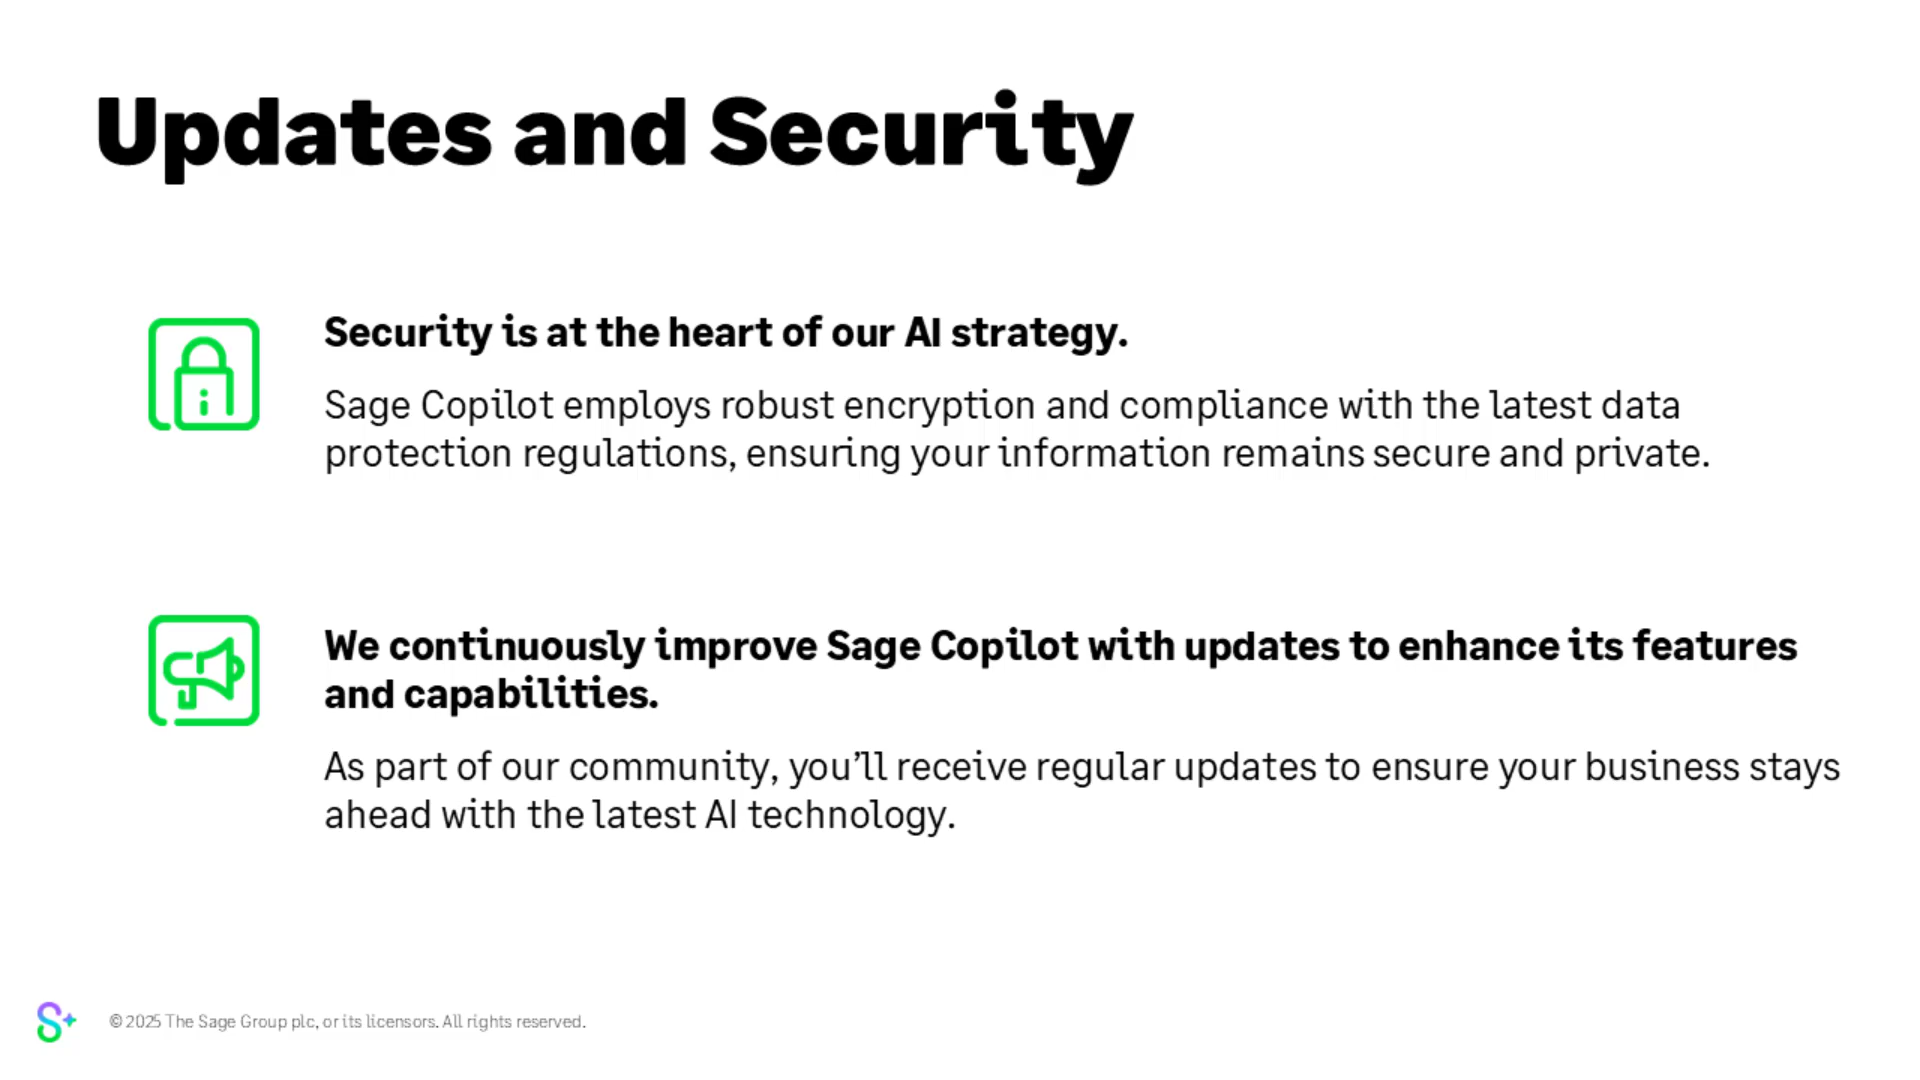 Updates and Security
Security is at the heart of our AI strategy.
Sage Copilot employs robust encryption and compliance with the latest data
protection regulations, ensuring your information remains secure and private.
We continuously improve Sage Copilot with updates to enhance its features
and capabilities.
As part of our community, you’ll receive regular updates to ensure your business stays
ahead with the latest AI technology.
© 2025 The Sage Group plc, or its licensors. All rights reserved.